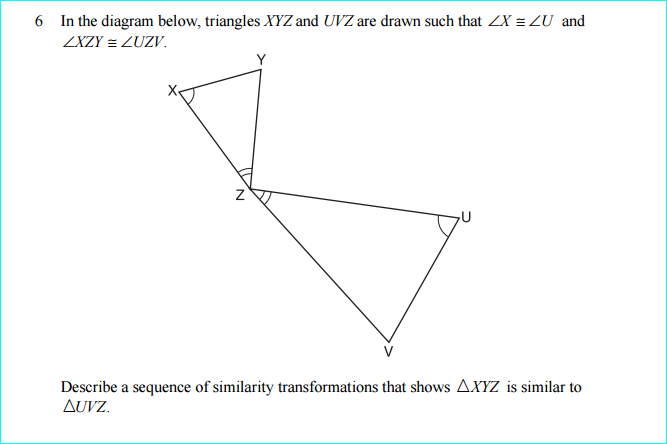 6 In the diagram below, triangles XYZ and UVZ are drawn such that ∠X ≅ ∠U and
∠XZY ≅ ∠UZV.
Y
X
Z
U
V
Describe a sequence of similarity transformations that shows △XYZ is similar to
△UVZ.